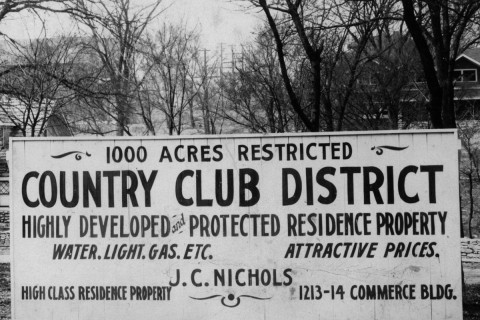 1000 ACRES RESTRICTED
COUNTRY CLUB DISTRICT
HIGHLY DEVELOPED and PROTECTED RESIDENCE PROPERTY
WATER. LIGHT. GAS. ETC. ATTRACTIVE PRICES.
J.C. NICHOLS
HIGH CLASS RESIDENCE PROPERTY 1213-14 COMMERCE BLDG.